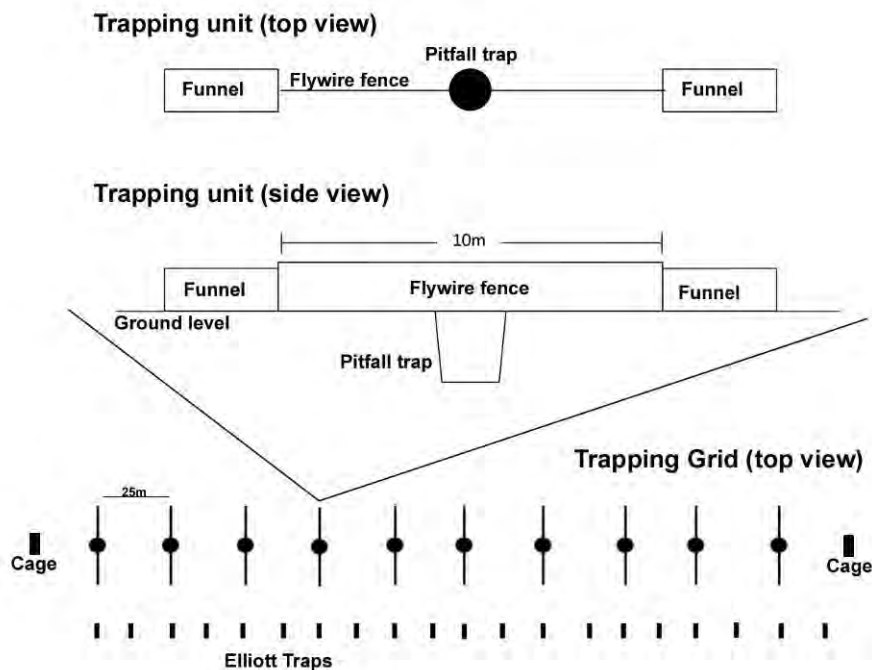 Trapping unit (top view)
Pitfall trap
Funnel
Flywire fence
Funnel
Trapping unit (side view)
10m
Funnel
Flywire fence
Funnel
Ground level
Pitfall trap
Trapping Grid (top view)
25m
Cage
Cage
Elliott Traps